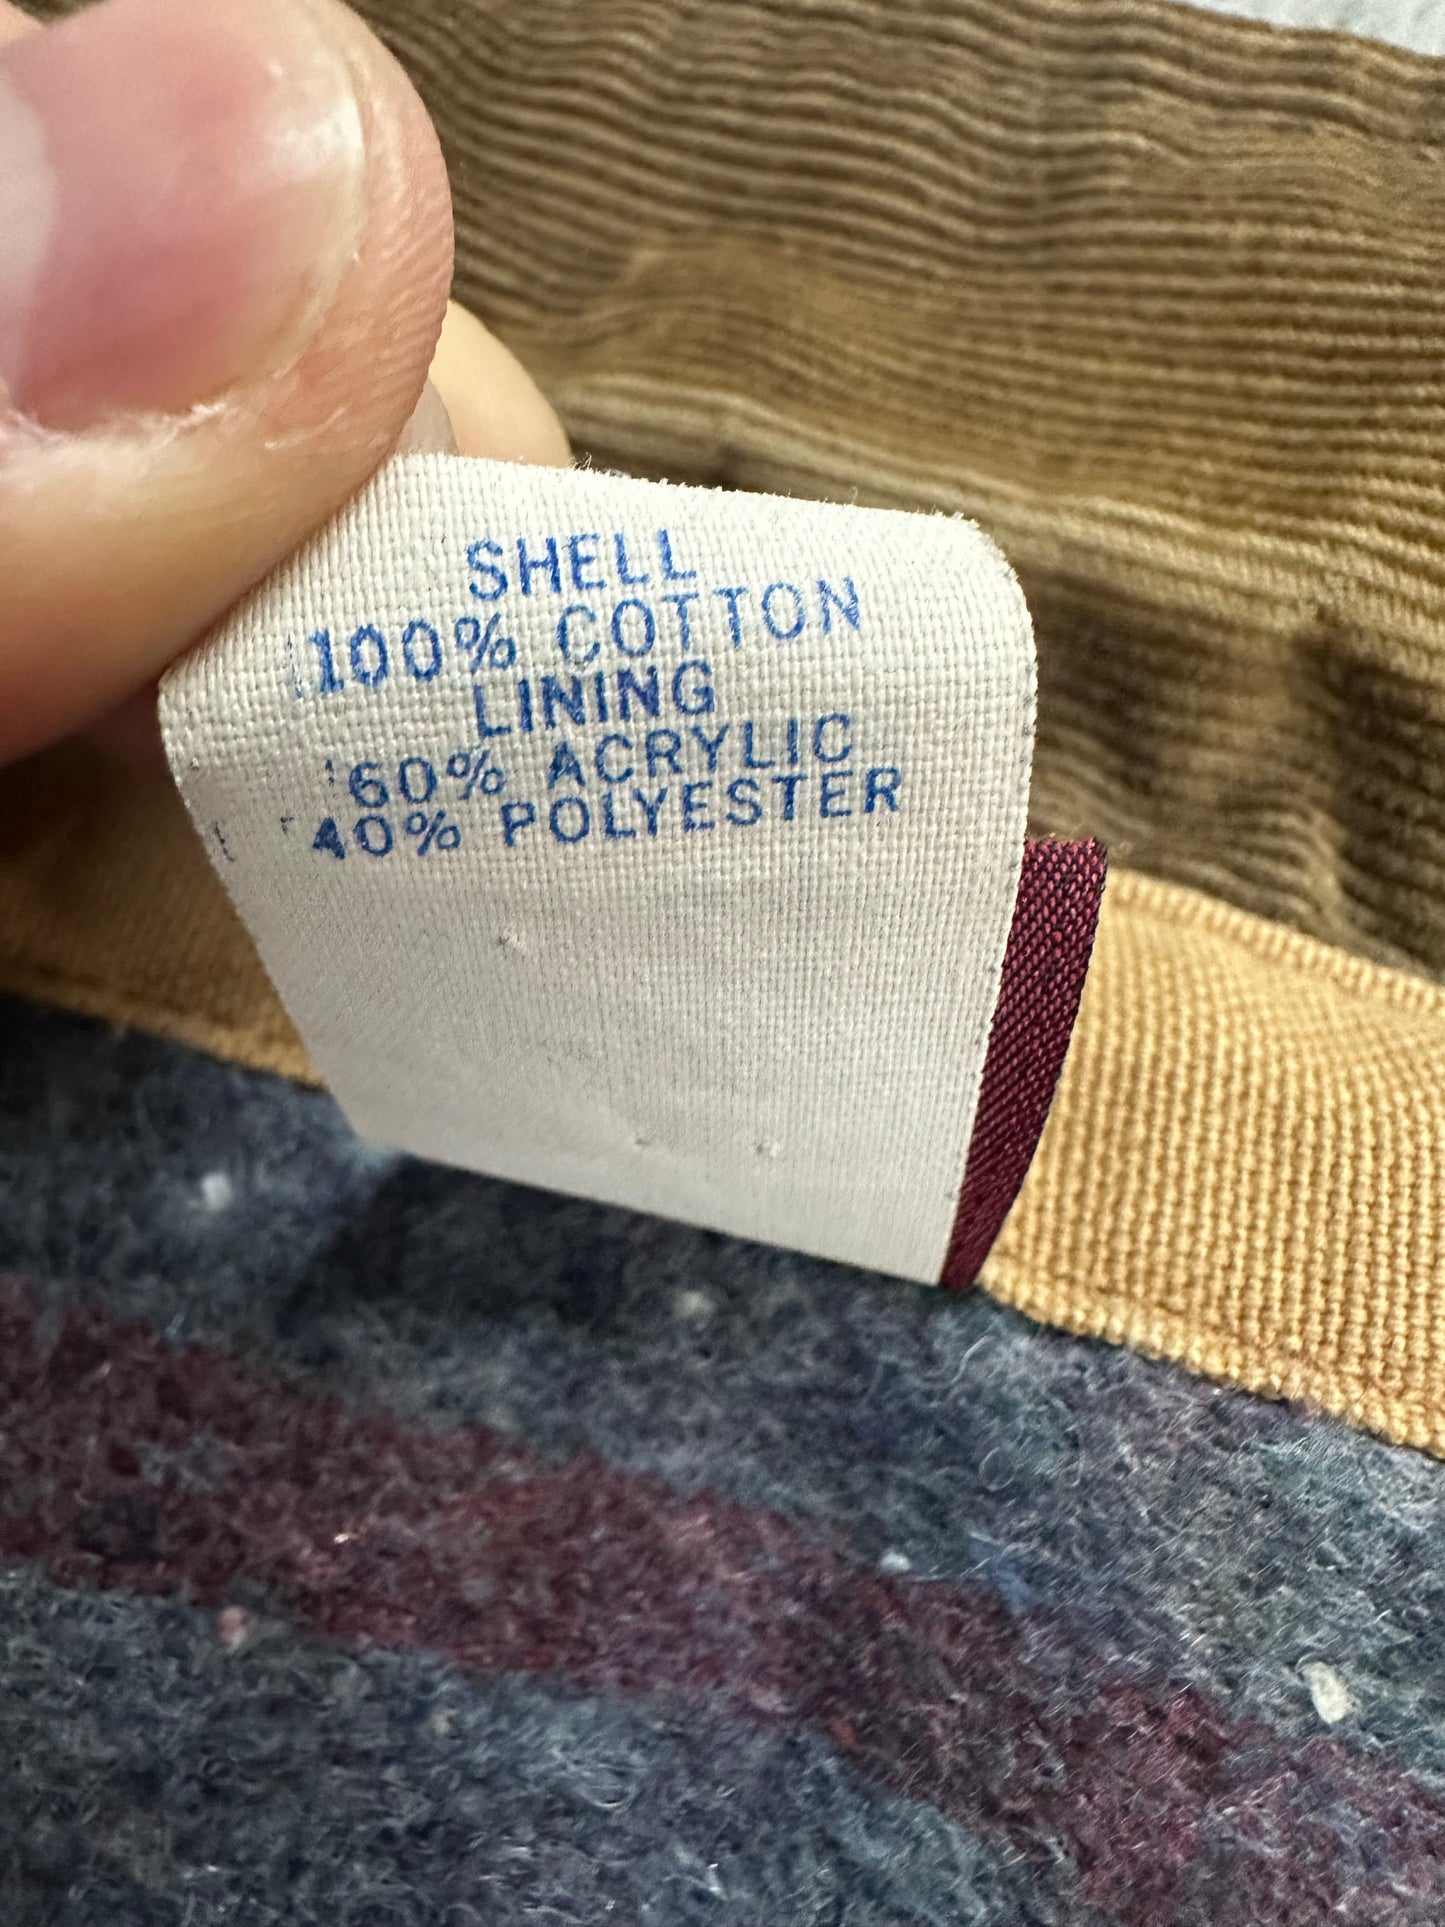 SHELL
100% COTTON
LINING
60% ACRYLIC
40% POLYESTER